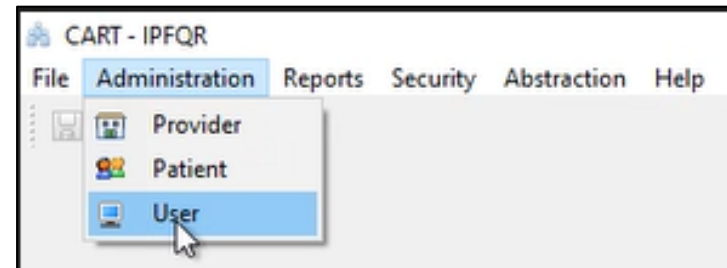 CART - IPFQR
File Administration Reports Security Abstraction Help
Provider
Patient
User